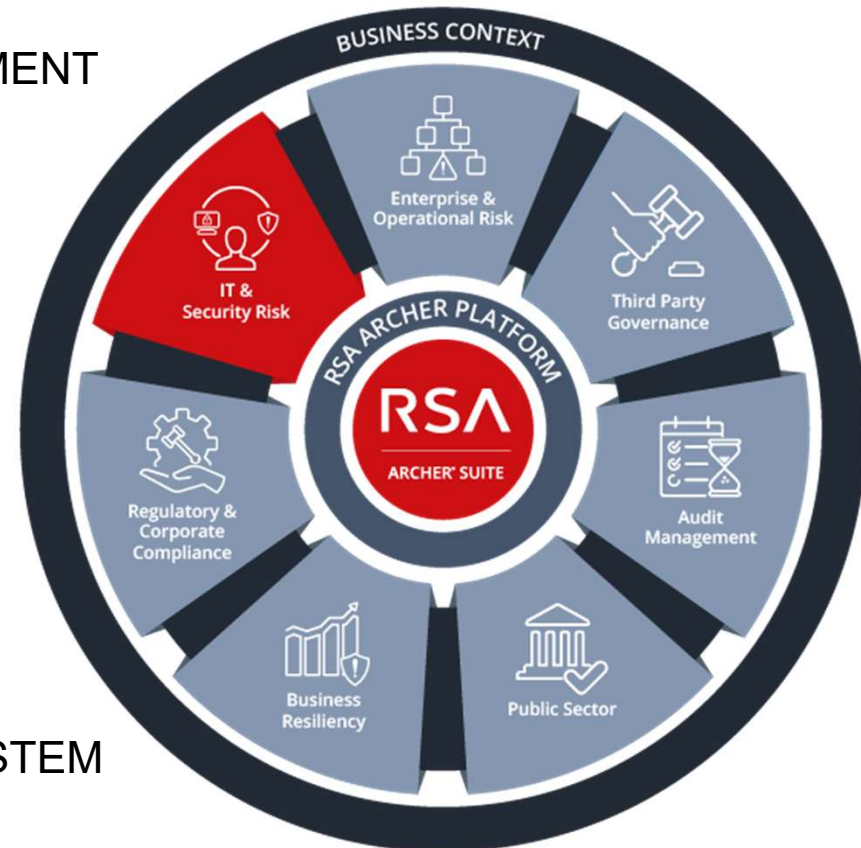 MENT
BUSINESS CONTEXT
Enterprise &
Operational Risk
IT &
Security Risk
Third Party
Governance
RSA ARCHER PLATFORM
RSA
ARCHER® SUITE
Regulatory &
Corporate
Compliance
Audit
Management
Business
Resiliency
Public Sector
STEM